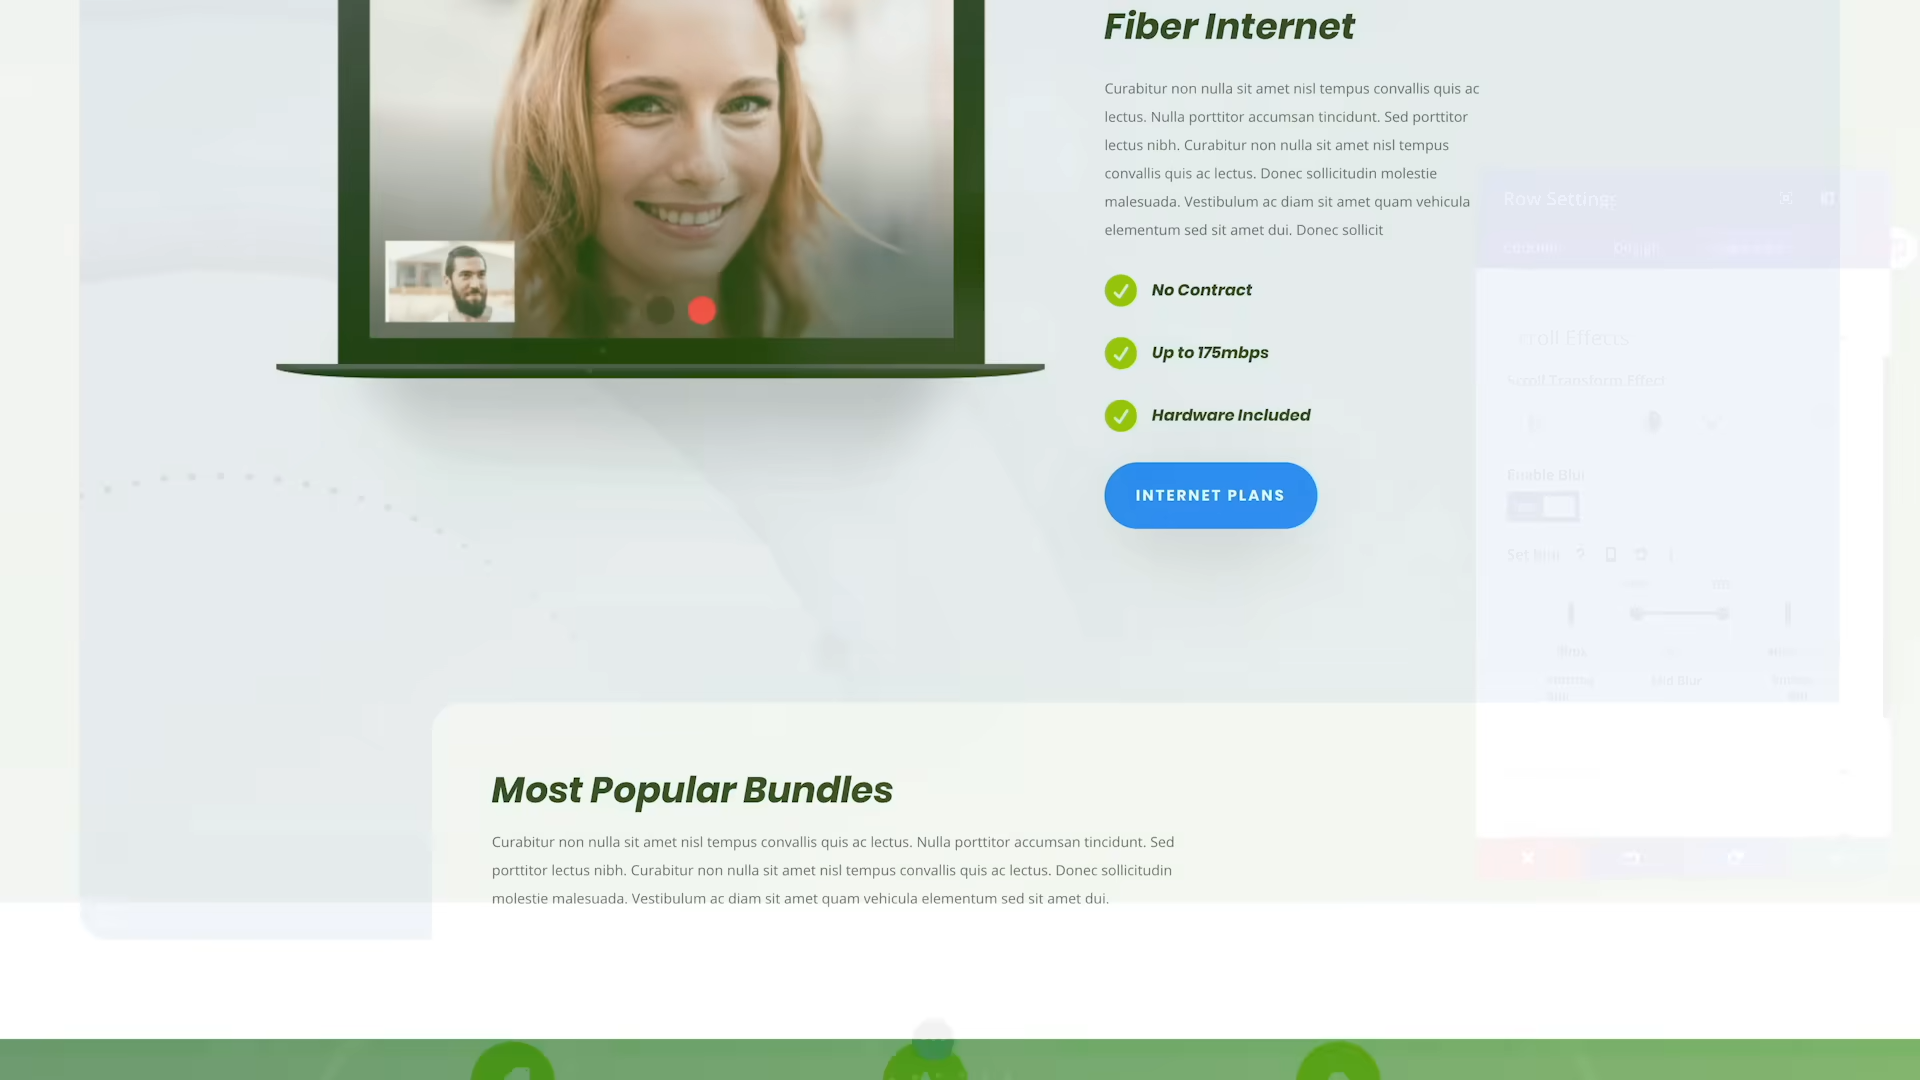 Fiber Internet
Curabitur non nulla sit amet nisl tempus convallis quis ac
lectus. Nulla porttitor accumsan tincidunt. Sed porttitor
lectus nibh. Curabitur non nulla sit amet nisl tempus
convallis quis ac lectus. Donec sollicitudin molestie
malesuada. Vestibulum ac diam sit amet quam vehicula
elementum sed sit amet dui. Donec sollicit
No Contract
Up to 175mbps
Hardware Included
INTERNET PLANS
Row Settings
Design
Scroll Effects
Scroll Transform Effect
Enable Blur
Set Blur
Mid Blur
Most Popular Bundles
Curabitur non nulla sit amet nisl tempus convallis quis ac lectus. Nulla porttitor accumsan tincidunt. Sed
porttitor lectus nibh. Curabitur non nulla sit amet nisl tempus convallis quis ac lectus. Donec sollicitudin
molestie malesuada. Vestibulum ac diam sit amet quam vehicula elementum sed sit amet dui.